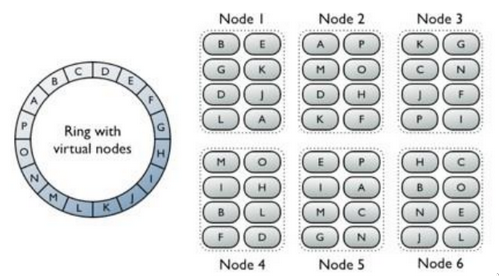 Node 1
Node 2
Node 3
B E
G K
D J
L A
A P
M O
D H
K F
K G
C N
J F
P I
A B C D E F G H I J K L M N O P
Ring with
virtual nodes
M O
I H
B L
F D
E P
I A
M C
G N
H C
B O
N E
J L
Node 4
Node 5
Node 6